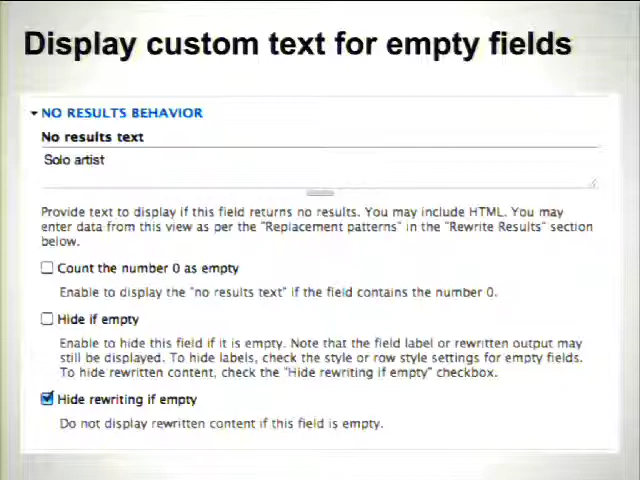 Display custom text for empty fields
NO RESULTS BEHAVIOR
No results text
Solo artist
Provide text to display if this field returns no results. You may include HTML. You may
enter data from this view as per the "Replacement patterns" in the "Rewrite Results" section
below.
Count the number 0 as empty
Enable to display the "no results text" if the field contains the number 0.
Hide if empty
Enable to hide this field if it is empty. Note that the field label or rewritten output may
still be displayed. To hide labels, check the style or row style settings for empty fields.
To hide rewritten content, check the "Hide rewriting if empty" checkbox.
Hide rewriting if empty
Do not display rewritten content if this field is empty.